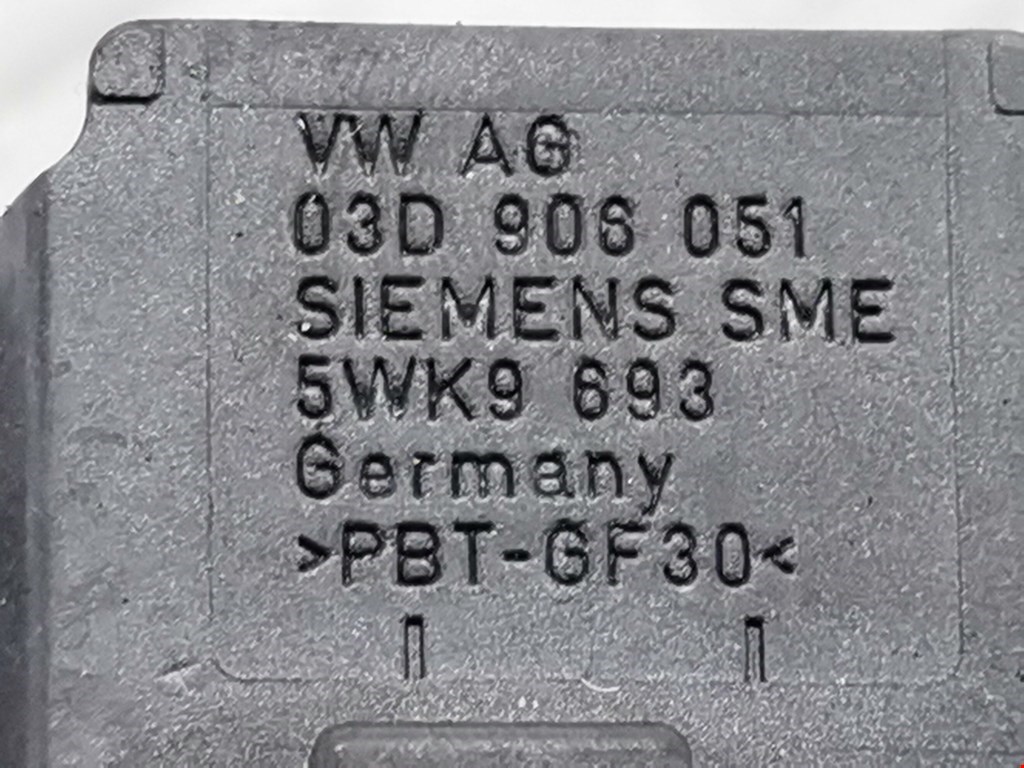 VW AG
03D 906 051
SIEMENS SME
5WK9 693
Germany
>PBT-GF30<